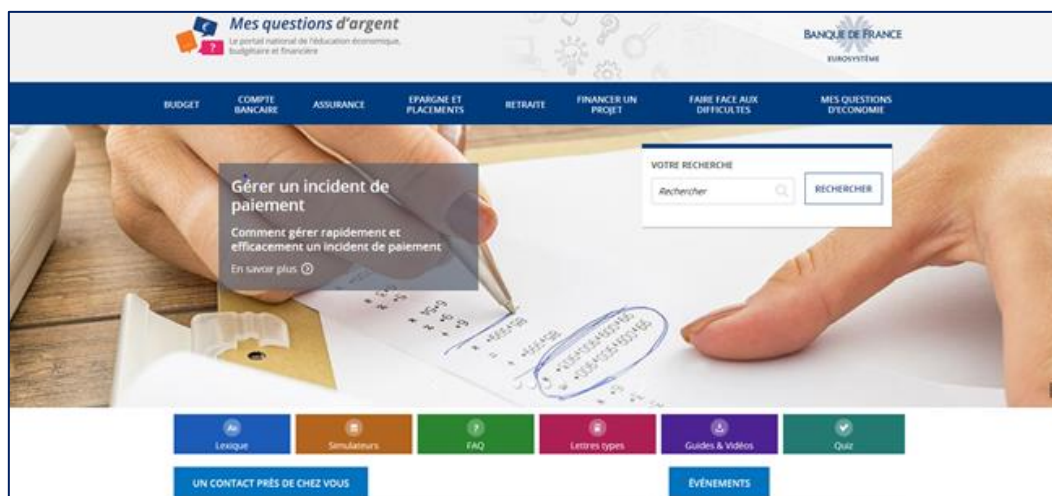 Mes questions d'argent
Le portail national de l'éducation économique,
budgétaire et financière
BANQUE DE FRANCE
EUROSYSTÈME
BUDGET
COMPTE
BANCAIRE
ASSURANCE
EPARGNE ET
PLACEMENTS
RETRAITE
FINANCER UN
PROJET
FAIRE FACE AUX
DIFFICULTES
MES QUESTIONS
D'ECONOMIE
Gérer un incident de
paiement
Comment gérer rapidement et
efficacement un incident de paiement
En savoir plus
VOTRE RECHERCHE
Rechercher
RECHERCHER
Lexique
Simulateurs
FAQ
Lettres types
Guides & Vidéos
Quiz
UN CONTACT PRÈS DE CHEZ VOUS
ÉVÉNEMENTS